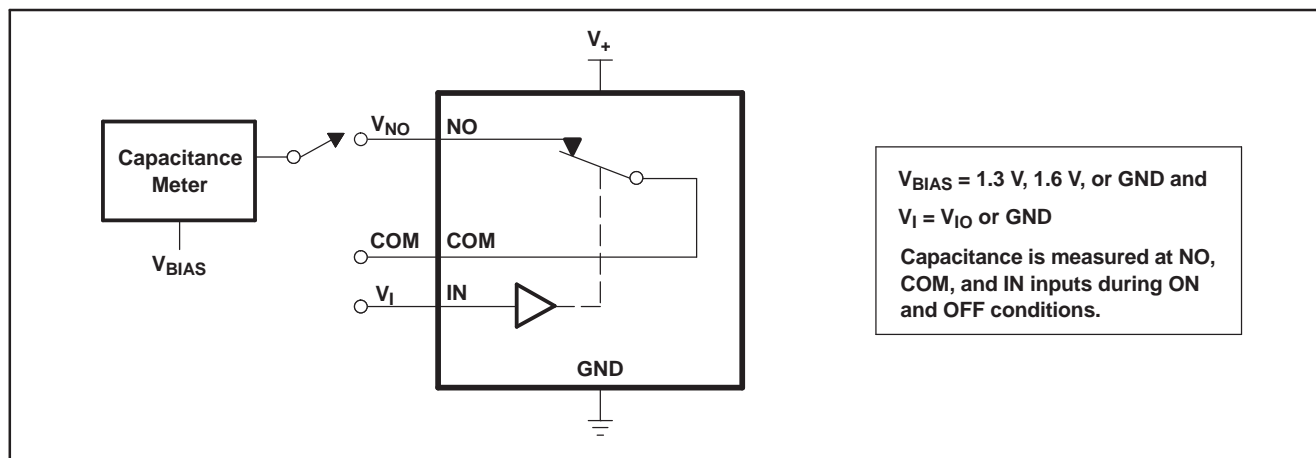 V+
VNO
NO
Capacitance
Meter
VBIAS
COM
COM
VI
IN
GND
VBIAS = 1.3 V, 1.6 V, or GND and
VI = VIO or GND
Capacitance is measured at NO,
COM, and IN inputs during ON
and OFF conditions.